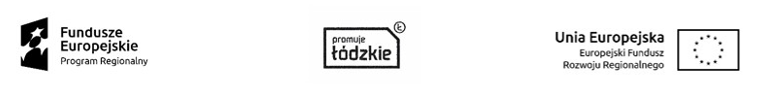 Fundusze
Europejskie
Program Regionalny
promuje
łódzkie
Ł
Unia Europejska
Europejski Fundusz
Rozwoju Regionalnego